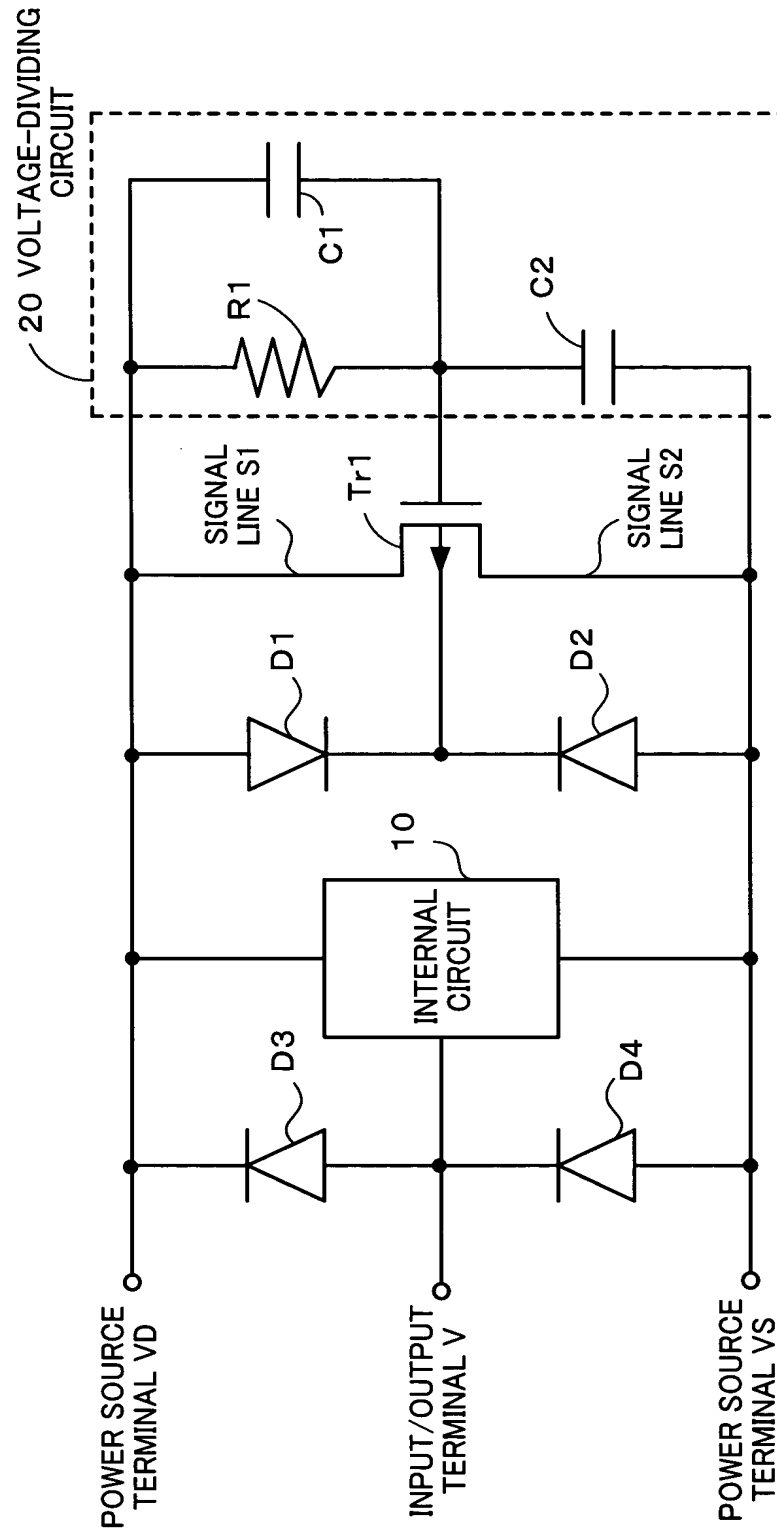 20 VOLTAGE-DIVIDING
CIRCUIT
C1
R1
C2
SIGNAL
LINE S1
Tr1
SIGNAL
LINE S2
D1
D2
10
INTERNAL
CIRCUIT
D3
D4
POWER SOURCE
TERMINAL VD
INPUT/OUTPUT
TERMINAL V
POWER SOURCE
TERMINAL VS